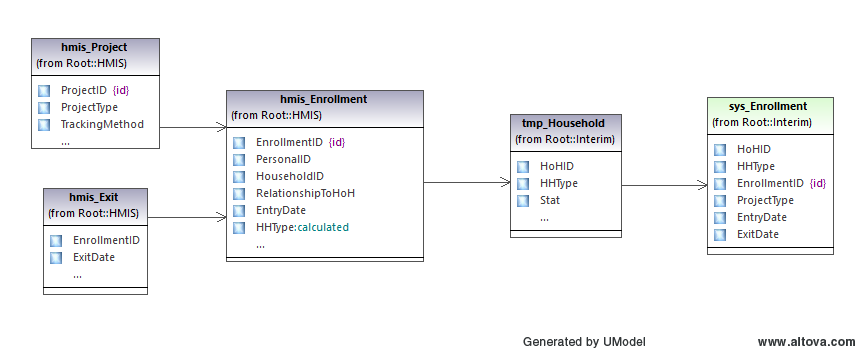 hmis_Project
(from Root::HMIS)
ProjectID {id}
ProjectType
TrackingMethod
...
hmis_Exit
(from Root::HMIS)
EnrollmentID
ExitDate
...
hmis_Enrollment
(from Root::HMIS)
EnrollmentID {id}
PersonalID
HouseholdID
RelationshipToHoH
EntryDate
HHType:calculated
...
tmp_Household
(from Root::Interim)
HoHID
HHType
Stat
...
sys_Enrollment
(from Root::Interim)
HoHID
HHType
EnrollmentID {id}
ProjectType
EntryDate
ExitDate
Generated by UModel
www.altova.com